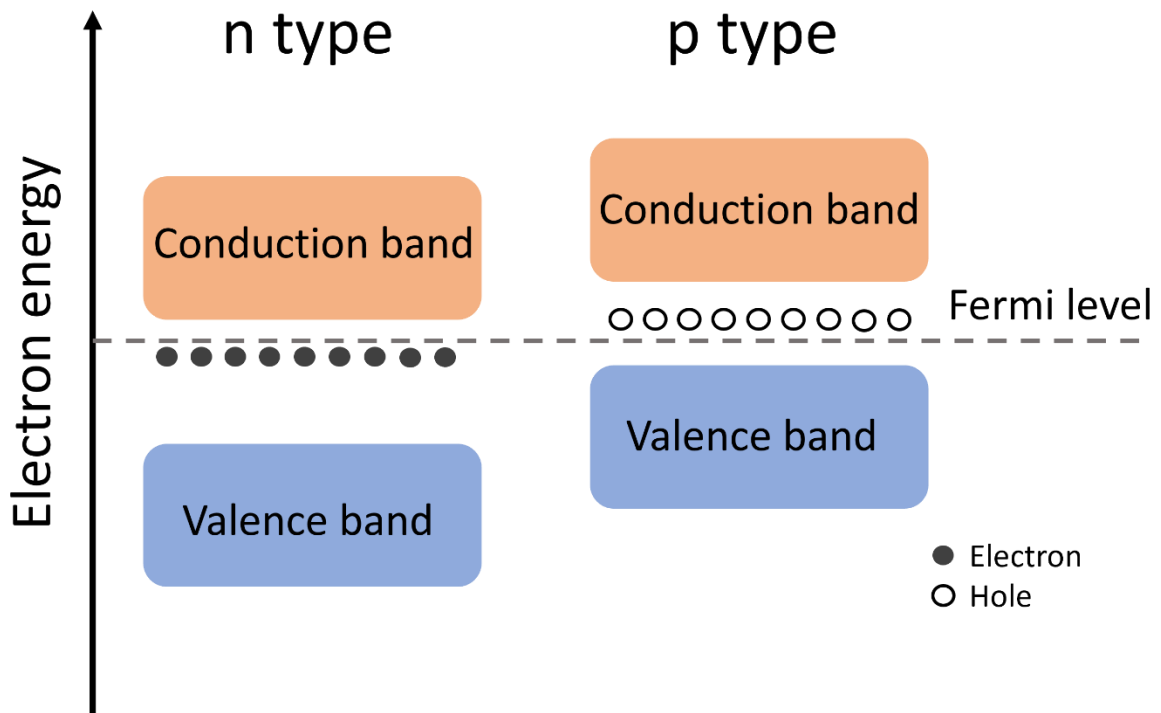 n type
p type
Electron energy
Conduction band
Valence band
Conduction band
Valence band
Fermi level
Electron
Hole